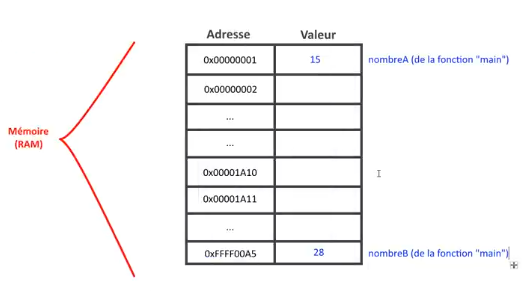 Adresse Valeur
0x00000001 15 nombreA (de la fonction "main")
0x00000002
...
Mémoire
(RAM)
...
0x00001A10
0x00001A11
...
0xFFFF00A5 28 nombreB (de la fonction "main")